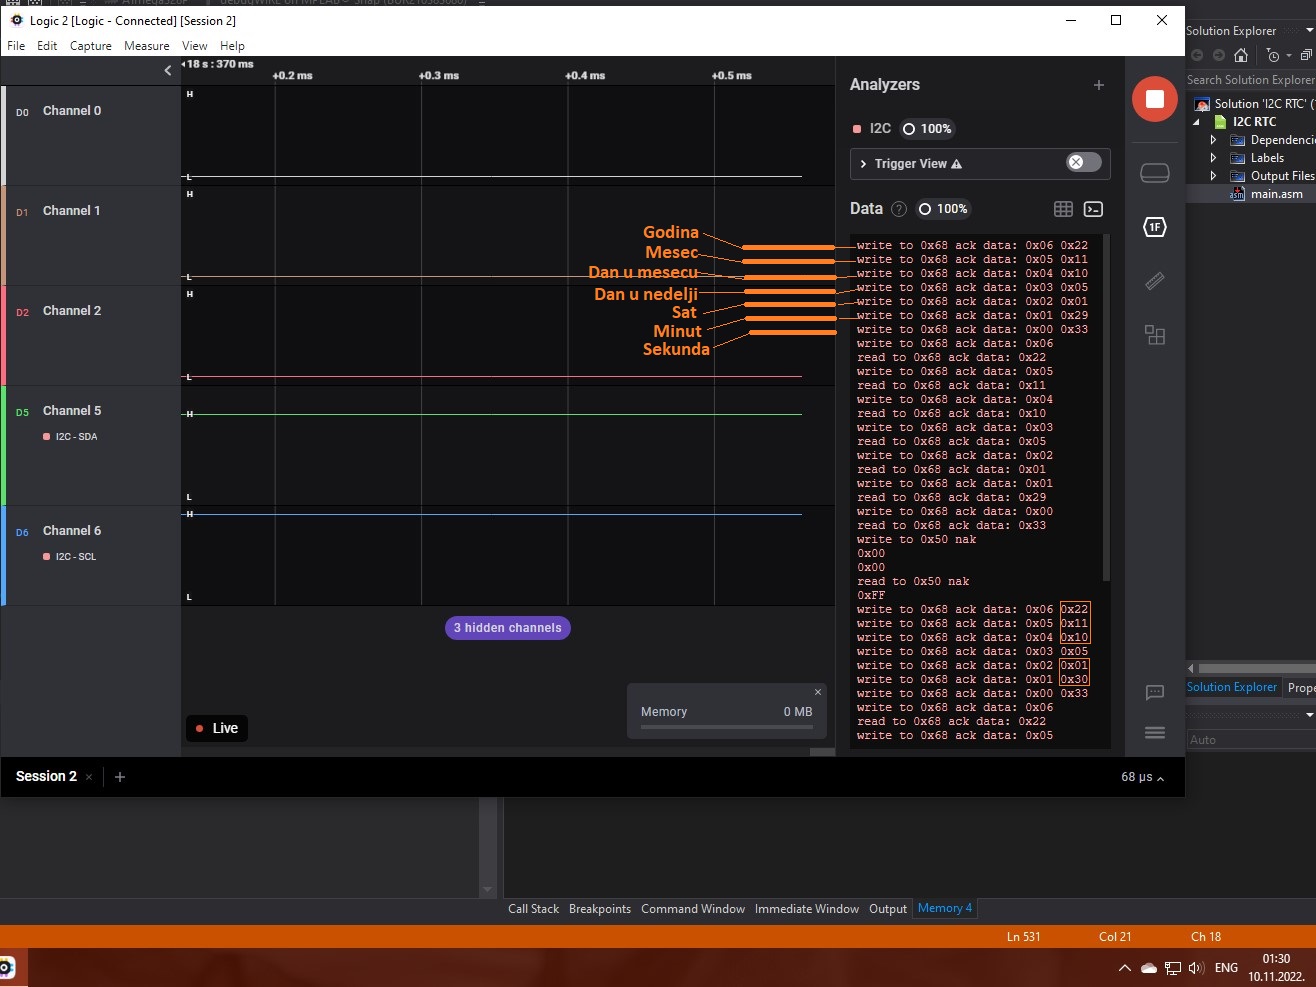 Logic 2 [Logic - Connected] [Session 2]
File Edit Capture Measure View Help
18 s : 370 ms
+0.2 ms +0.3 ms +0.4 ms +0.5 ms
D0 Channel 0
H
L
D1 Channel 1
H
L
D2 Channel 2
H
L
D5 Channel 5
I2C - SDA
H
L
D6 Channel 6
I2C - SCL
H
L
3 hidden channels
Memory 0 MB
Live
Godina
Mesec
Dan u mesecu
Dan u nedelji
Sat
Minut
Sekunda
Analyzers
I2C 100%
Trigger View
Data 100%
write to 0x68 ack data: 0x06 0x22
write to 0x68 ack data: 0x05 0x11
write to 0x68 ack data: 0x04 0x10
write to 0x68 ack data: 0x03 0x05
write to 0x68 ack data: 0x02 0x01
write to 0x68 ack data: 0x01 0x29
write to 0x68 ack data: 0x00 0x33
write to 0x68 ack data: 0x06
read to 0x68 ack data: 0x22
write to 0x68 ack data: 0x05
read to 0x68 ack data: 0x11
write to 0x68 ack data: 0x04
read to 0x68 ack data: 0x10
write to 0x68 ack data: 0x03
read to 0x68 ack data: 0x05
write to 0x68 ack data: 0x02
read to 0x68 ack data: 0x01
write to 0x68 ack data: 0x01
read to 0x68 ack data: 0x29
write to 0x68 ack data: 0x00
read to 0x68 ack data: 0x33
write to 0x50 nak
0x00
0x00
read to 0x50 nak
0xFF
write to 0x68 ack data: 0x06 0x22
write to 0x68 ack data: 0x05 0x11
write to 0x68 ack data: 0x04 0x10
write to 0x68 ack data: 0x03 0x05
write to 0x68 ack data: 0x02 0x01
write to 0x68 ack data: 0x01 0x30
write to 0x68 ack data: 0x00 0x33
write to 0x68 ack data: 0x06
read to 0x68 ack data: 0x22
write to 0x68 ack data: 0x05
1F
Session 2
68 µs
Solution Explorer
Search Solution Explorer
Solution 'I2C RTC' (
I2C RTC
Dependenci
Labels
Output Files
asm main.asm
Solution Explorer Prope
Auto
Call Stack Breakpoints Command Window Immediate Window Output Memory 4
Ln 531 Col 21 Ch 18
ENG
01:30
10.11.2022.